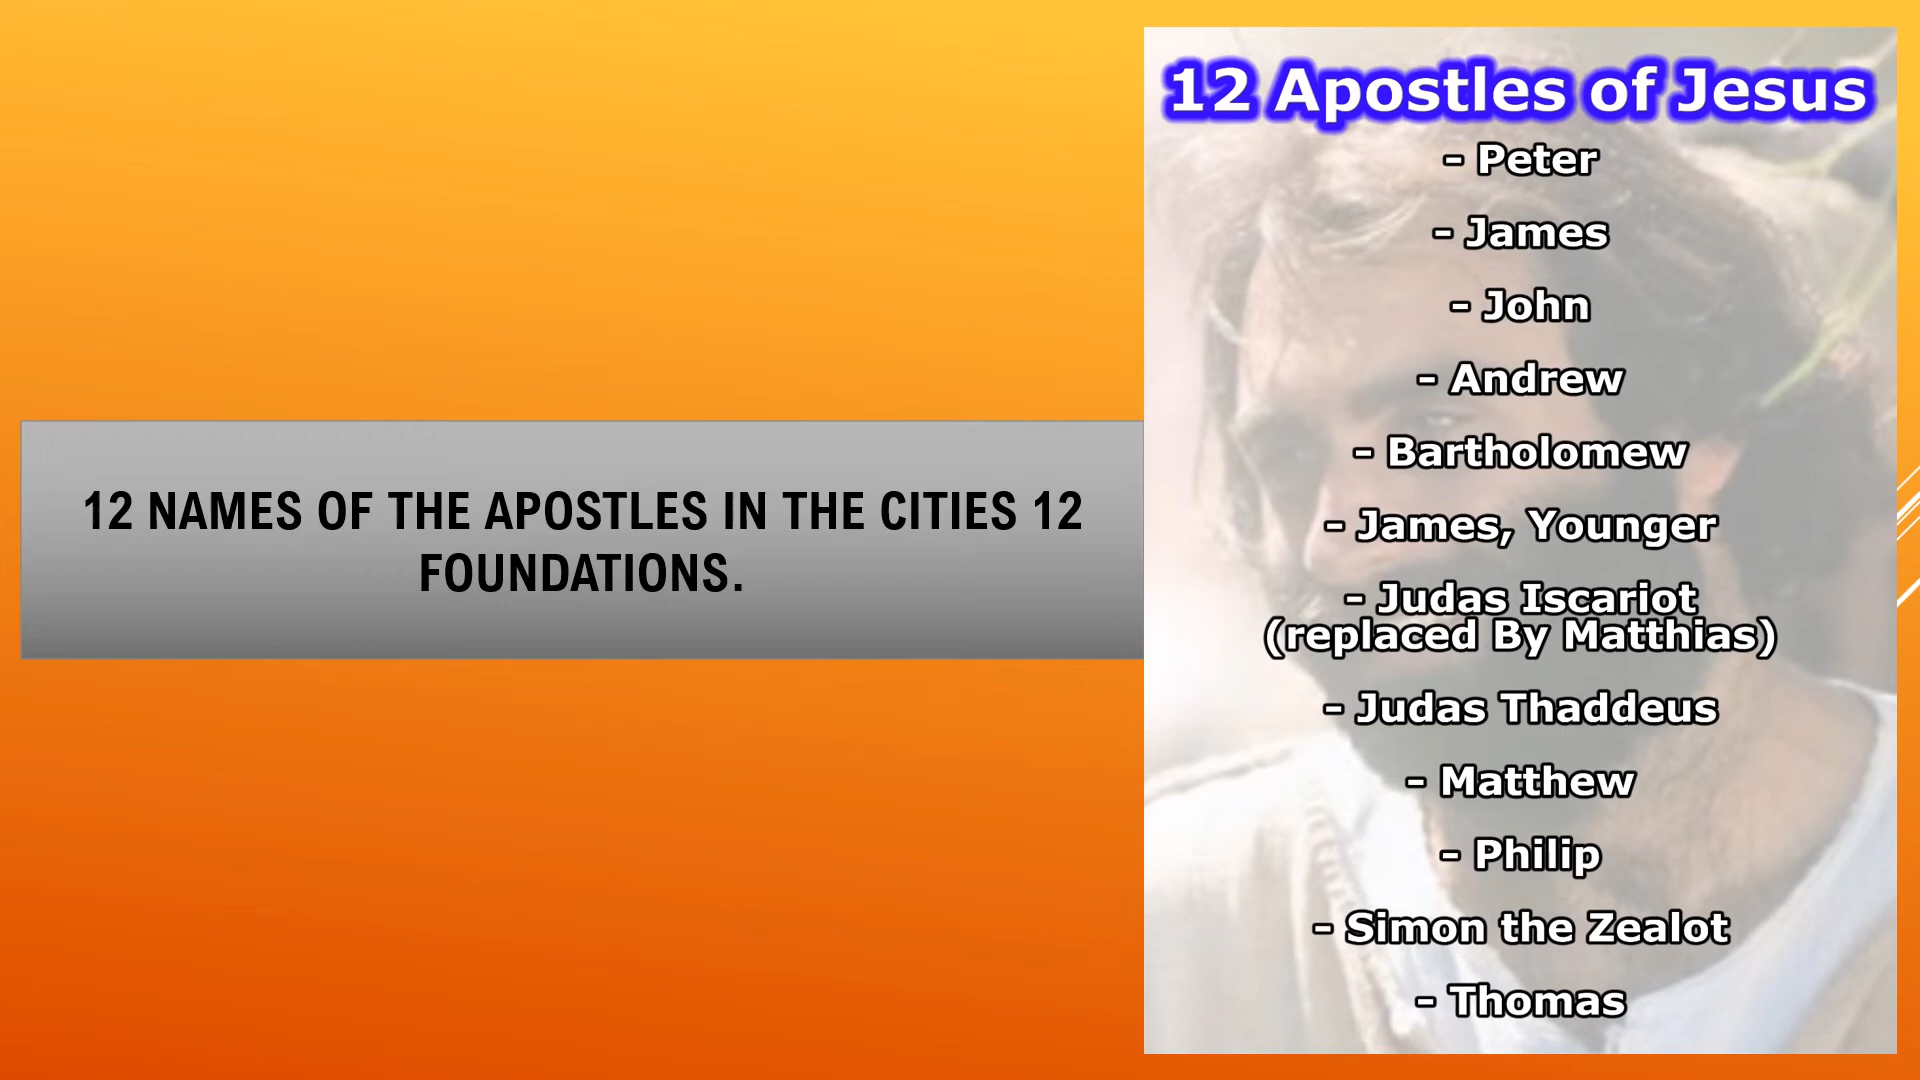 12 NAMES OF THE APOSTLES IN THE CITIES 12
FOUNDATIONS.
12 Apostles of Jesus
- Peter
- James
- John
- Andrew
- Bartholomew
- James, Younger
- Judas Iscariot
(replaced By Matthias)
- Judas Thaddeus
- Matthew
- Philip
- Simon the Zealot
- Thomas